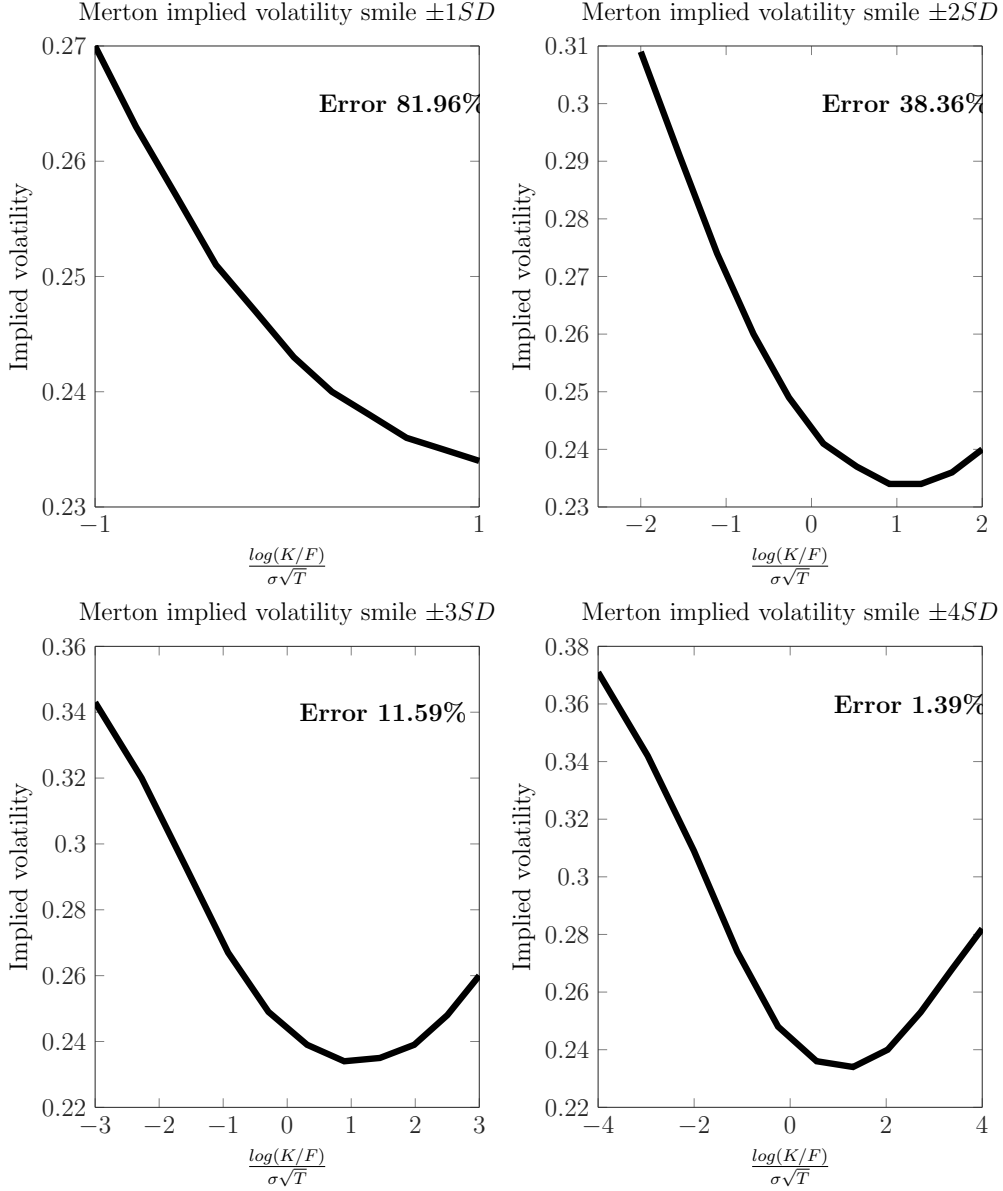 Merton implied volatility smile ±1SD
0.27
0.26
0.25
0.24
0.23
Implied volatility
Error 81.96%
−1
1
log(K/F)
σ√T
Merton implied volatility smile ±2SD
0.31
0.3
0.29
0.28
0.27
0.26
0.25
0.24
0.23
Implied volatility
Error 38.36%
−2
−1
0
1
2
log(K/F)
σ√T
Merton implied volatility smile ±3SD
0.36
0.34
0.32
0.3
0.28
0.26
0.24
0.22
Implied volatility
Error 11.59%
−3
−2
−1
0
1
2
3
log(K/F)
σ√T
Merton implied volatility smile ±4SD
0.38
0.36
0.34
0.32
0.3
0.28
0.26
0.24
0.22
Implied volatility
Error 1.39%
−4
−2
0
2
4
log(K/F)
σ√T